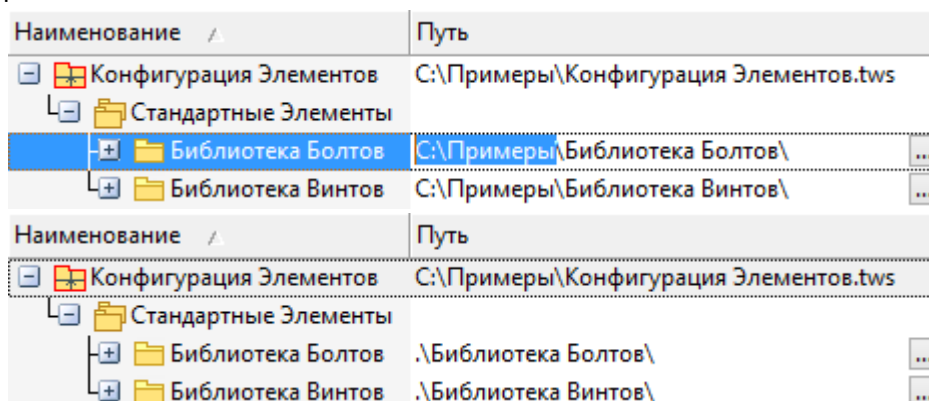 Наименование Путь
Конфигурация Элементов C:\Примеры\Конфигурация Элементов.tws
Стандартные Элементы
Библиотека Болтов C:\Примеры\Библиотека Болтов\ ...
Библиотека Винтов C:\Примеры\Библиотека Винтов\ ...
Наименование Путь
Конфигурация Элементов C:\Примеры\Конфигурация Элементов.tws
Стандартные Элементы
Библиотека Болтов .\Библиотека Болтов\ ...
Библиотека Винтов .\Библиотека Винтов\ ...